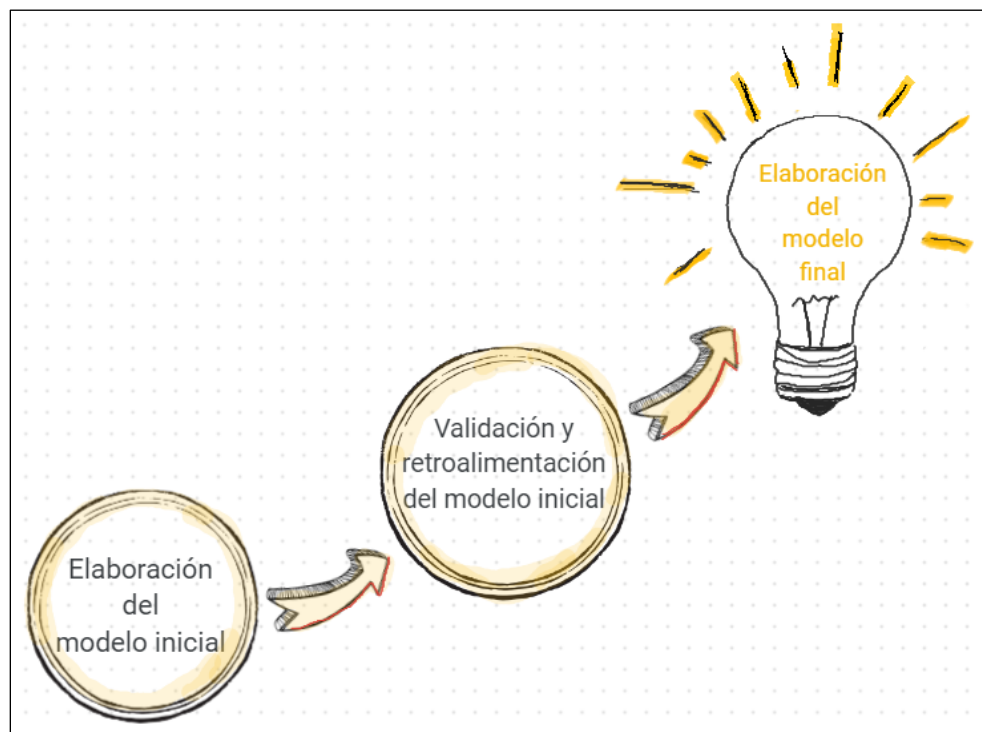 Elaboración
del
modelo inicial
Validación y
retroalimentación
del modelo inicial
Elaboración
del
modelo
final